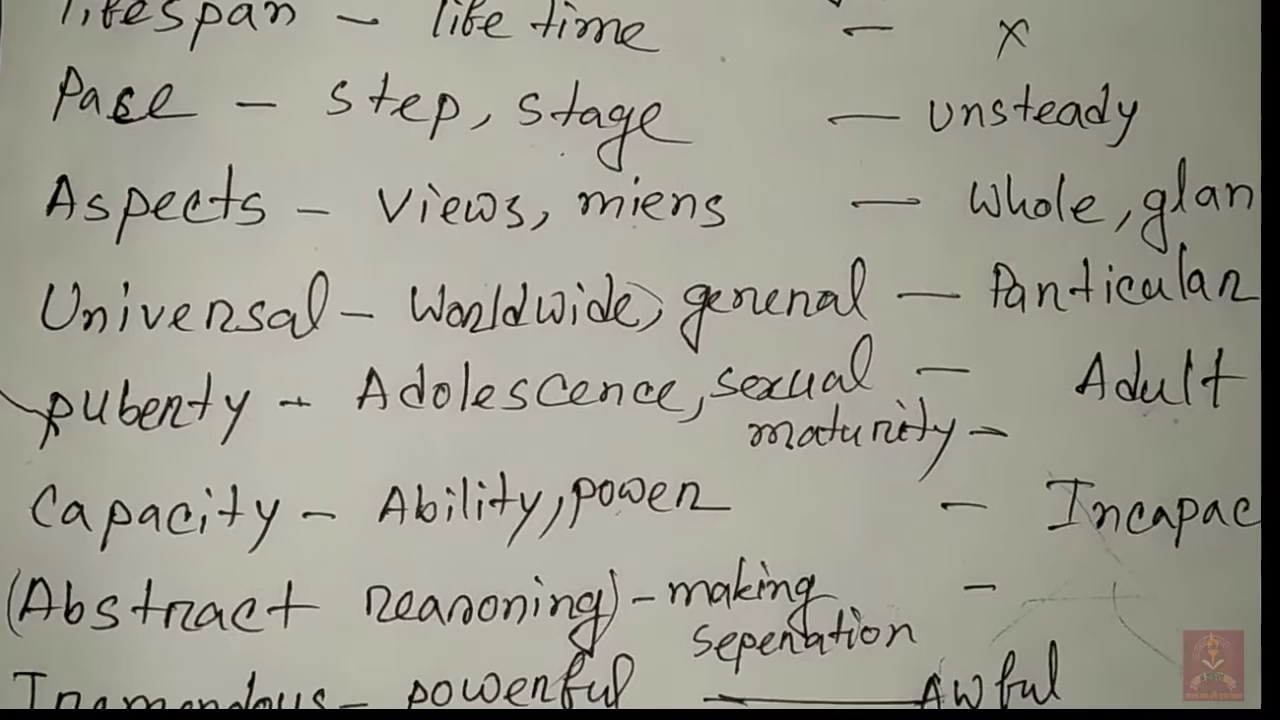 lifespan – life time – x
Pace – step, stage – unsteady
Aspects – views, miens – whole, glan
Universal – Worldwide, general – Particular
puberty – Adolescence, sexual – Adult
maturity –
Capacity – Ability, power – Incapac
(Abstract reasoning) – making –
seperation
Tremendous – powerful – Awful